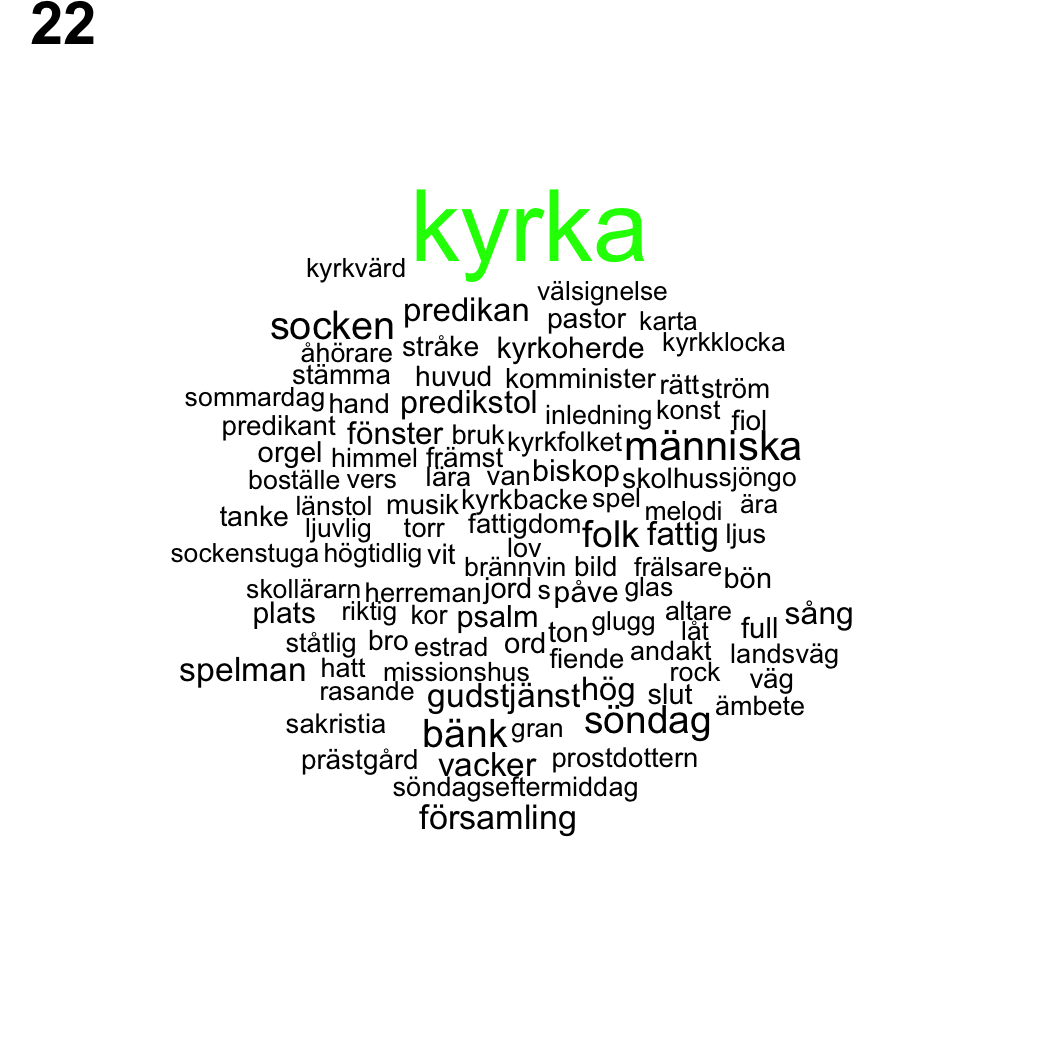 22
kyrka
kyrkvärd
välsignelse
socken predikan pastor karta
åhörare stråke kyrkoherde kyrkklocka
stämma huvud komminister rätt ström
sommardag hand predikstol inledning konst fiol
predikant fönster bruk kyrkfolket människa
orgel himmel främst biskop skolhus sjöngo
boställe vers lära van
länstol musik kyrkbacke spel melodi ära
tanke ljuvlig torr fattigdom folk fattig ljus
sockenstuga högtidlig vit lov
brännvin bild frälsare bön
skollärarn herreman jord s påve glas
plats riktig kor psalm glugg altare sång
ståtlig bro estrad ord ton låt full
spelman hatt missionshus fiende andakt landsväg
rasande gudstjänst hög rock väg
slut ämbete
sakristia bänk gran söndag
prästgård vacker prostdottern
söndagseftermiddag
församling